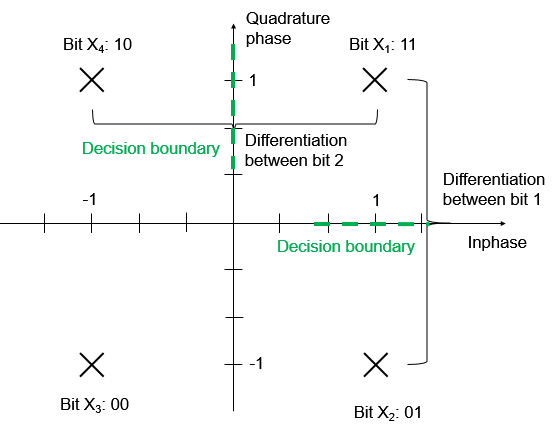 Quadrature
phase
Bit X₄: 10
Bit X₁: 11
1
Decision boundary
Differentiation
between bit 2
-1
1
Differentiation
between bit 1
Decision boundary
Inphase
-1
Bit X₃: 00
Bit X₂: 01